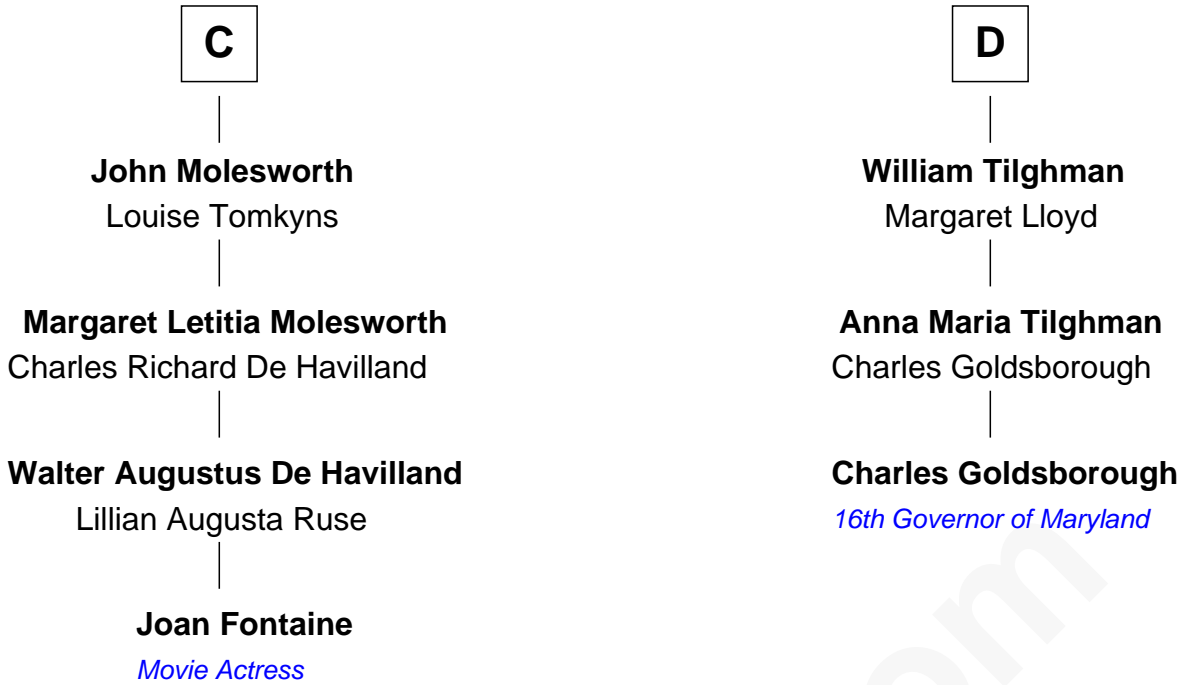 C
John Molesworth
Louise Tomkyns
Margaret Letitia Molesworth
Charles Richard De Havilland
Walter Augustus De Havilland
Lillian Augusta Ruse
Joan Fontaine
Movie Actress
D
William Tilghman
Margaret Lloyd
Anna Maria Tilghman
Charles Goldsborough
Charles Goldsborough
16th Governor of Maryland
om